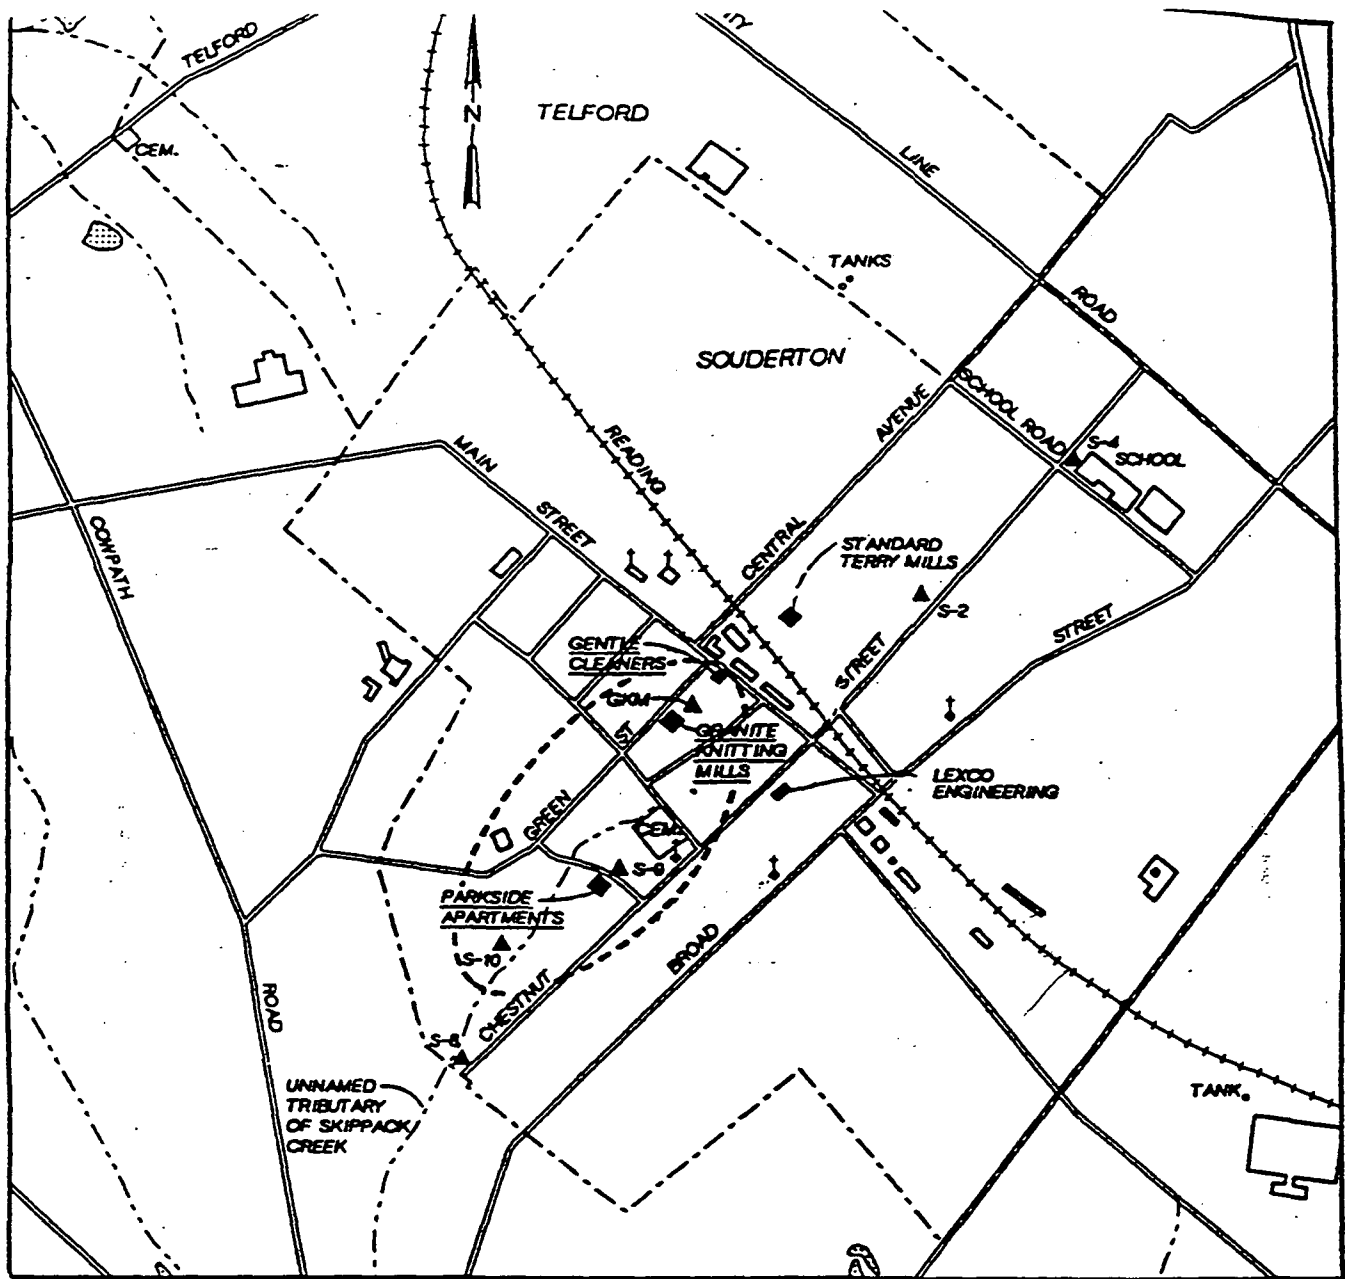 TELFORD
TY
N
TELFORD
CEM.
LINE
TANKS
ROAD
SOUDERTON
SCHOOL ROAD
AVENUE
MAIN
READING
S-4
SCHOOL
STREET
CENTRAL
COWPATH
STANDARD
TERRY MILLS
S-2
STREET
GENTLE
CLEANERS
STREET
GKM
ST
GRANITE
KNITTING
MILLS
LEXCO
ENGINEERING
GREEN
CEM.
S-9
PARKSIDE
APARTMENTS
BROAD
S-10
CHESTNUT
ROAD
S-8
UNNAMED
TRIBUTARY
OF SKIPPACK
CREEK
TANK